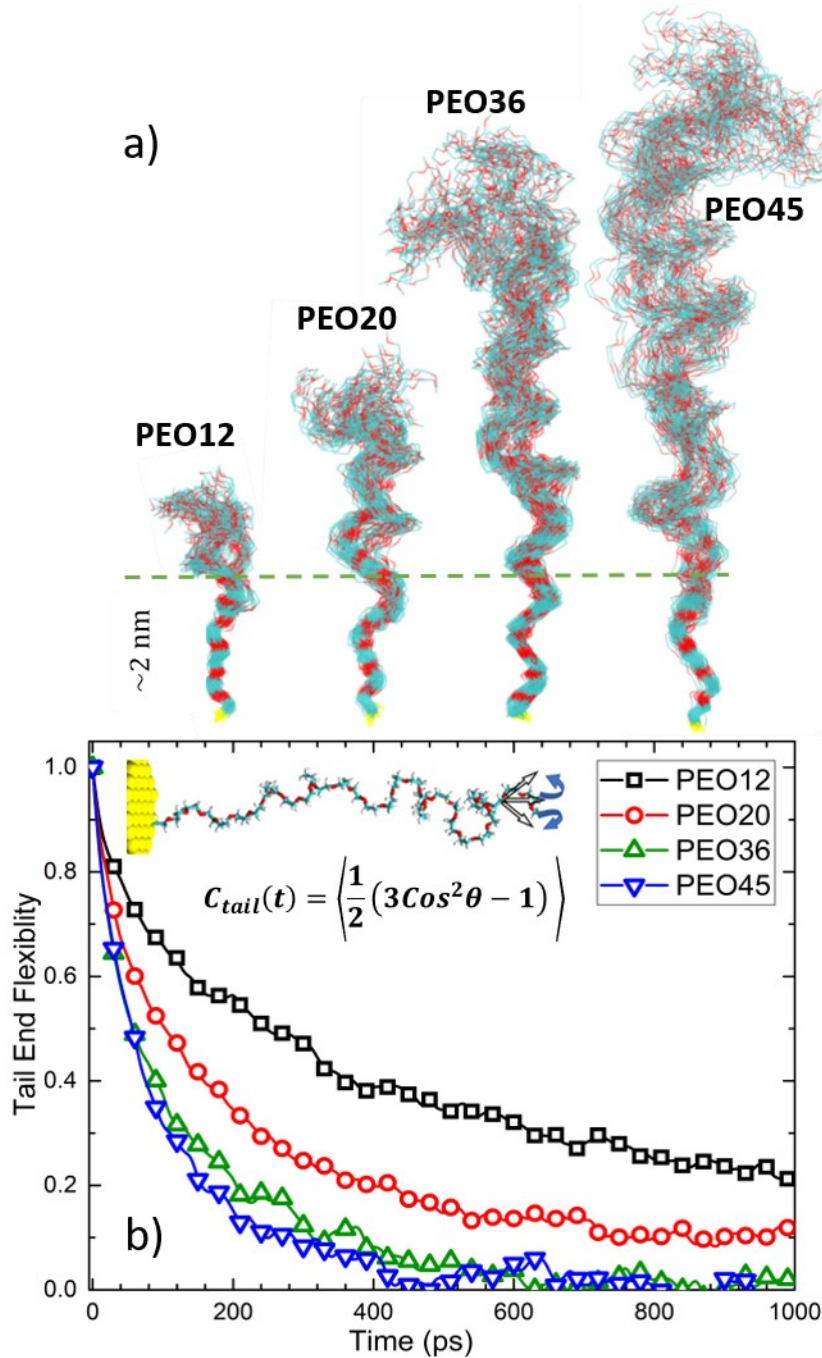 a)
PEO36
PEO45
PEO20
PEO12
~2 nm
PEO12
PEO20
PEO36
PEO45
C_tail(t) = ⟨1/2 (3Cos²θ − 1)⟩
1.0
0.8
0.6
0.4
0.2
0.0
Tail End Flexiblity
b)
0 200 400 600 800 1000
Time (ps)